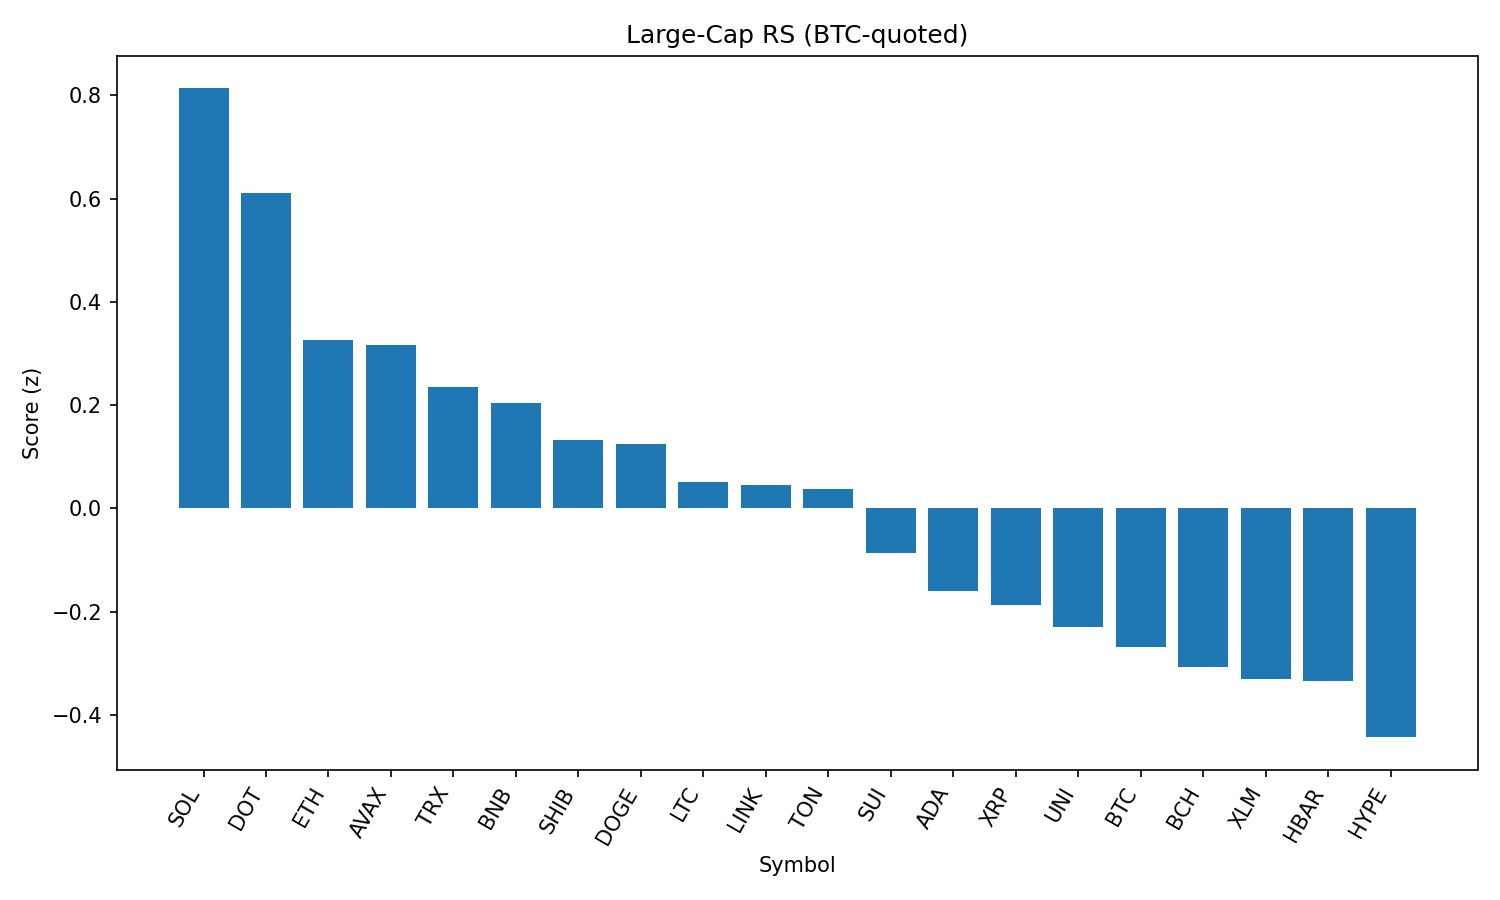 Large-Cap RS (BTC-quoted)
Score (z)
0.8
0.6
0.4
0.2
0.0
−0.2
−0.4
SOL
DOT
ETH
AVAX
TRX
BNB
SHIB
DOGE
LTC
LINK
TON
SUI
ADA
XRP
UNI
BTC
BCH
XLM
HBAR
HYPE
Symbol